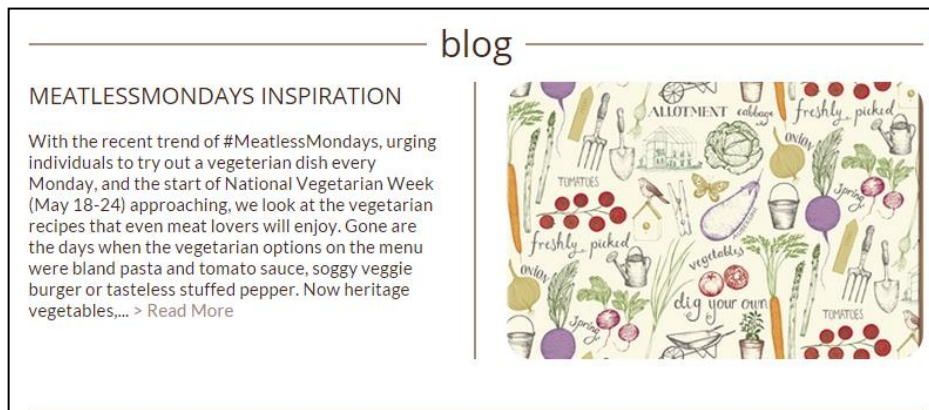 blog
MEATLESSMONDAYS INSPIRATION
With the recent trend of #MeatlessMondays, urging
individuals to try out a vegeterian dish every
Monday, and the start of National Vegetarian Week
(May 18-24) approaching, we look at the vegetarian
recipes that even meat lovers will enjoy. Gone are
the days when the vegetarian options on the menu
were bland pasta and tomato sauce, soggy veggie
burger or tasteless stuffed pepper. Now heritage
vegetables,... > Read More
ALLOTMENT cabbage freshly picked
ONION
TOMATOES
Spring
freshly picked
vegetables
ONION
dig your own
Spring
TOMATOES